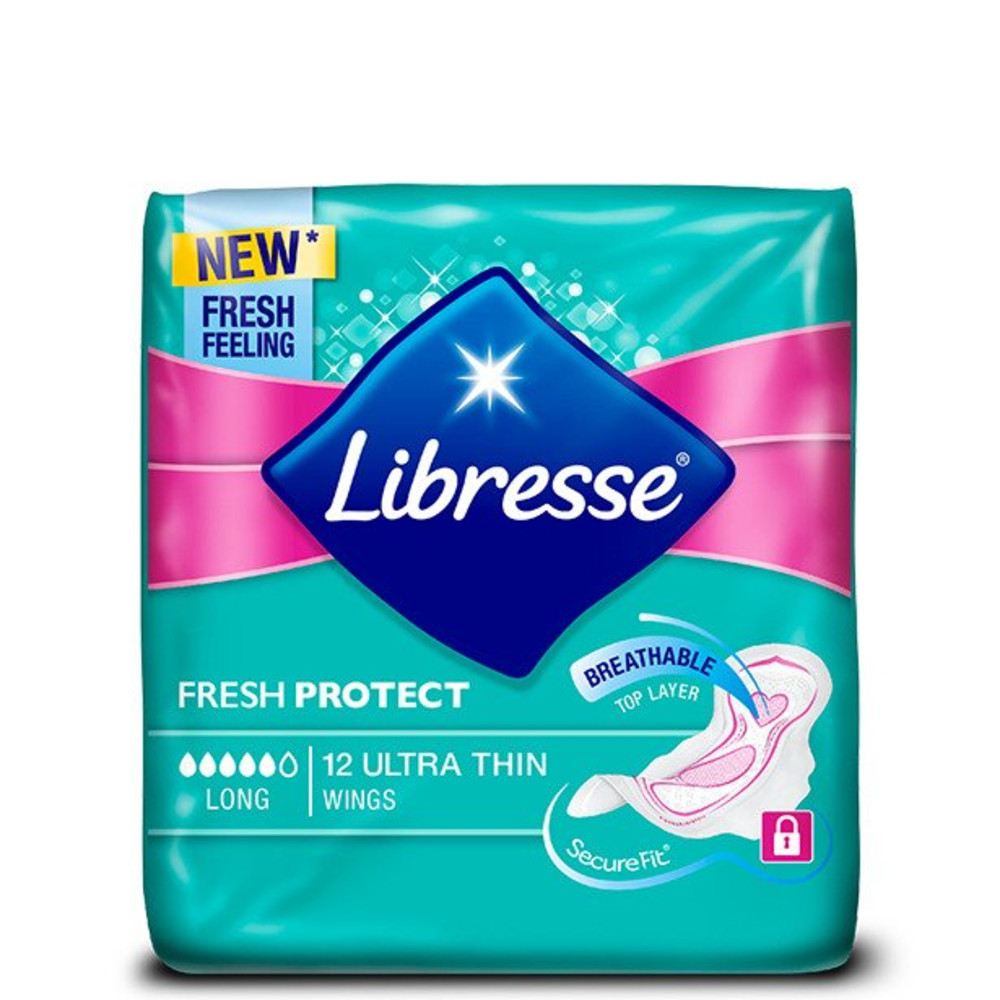 NEW*
FRESH
FEELING
Libresse®
BREATHABLE
TOP LAYER
FRESH PROTECT
12 ULTRA THIN
LONG
WINGS
SecureFit®